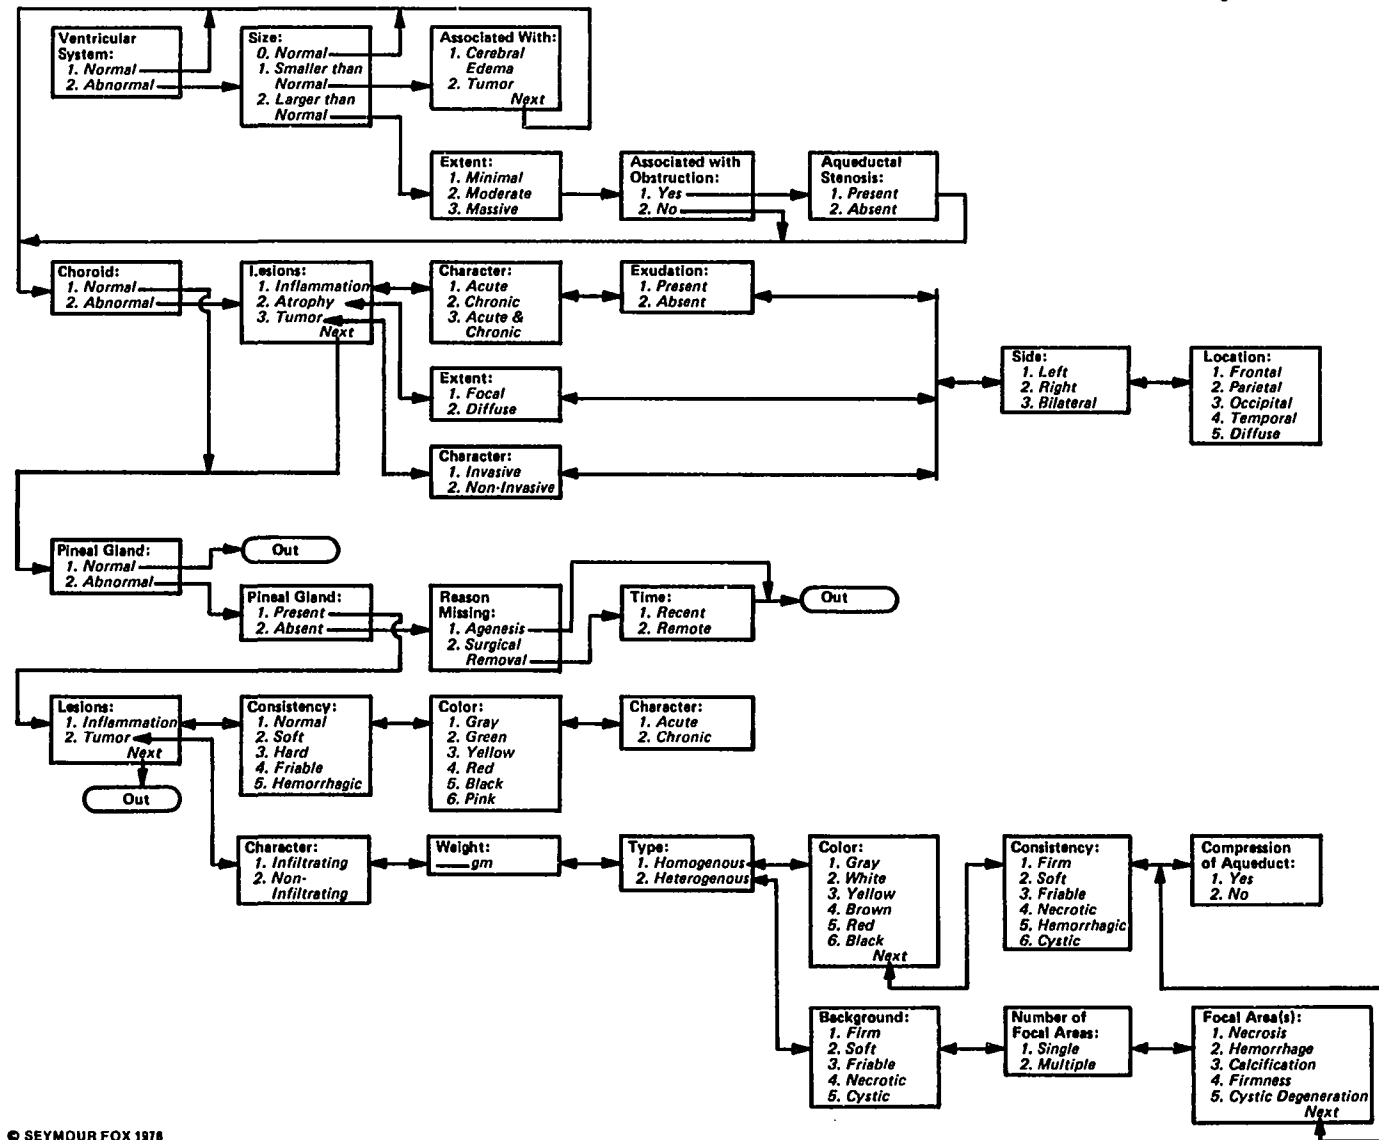 Ventricular
System:
1. Normal
2. Abnormal
Size:
0. Normal
1. Smaller than
Normal
2. Larger than
Normal
Associated With:
1. Cerebral
Edema
2. Tumor
Next
Extent:
1. Minimal
2. Moderate
3. Massive
Associated with
Obstruction:
1. Yes
2. No
Aqueductal
Stenosis:
1. Present
2. Absent
Choroid:
1. Normal
2. Abnormal
Lesions:
1. Inflammation
2. Atrophy
3. Tumor
Next
Character:
1. Acute
2. Chronic
3. Acute &
Chronic
Exudation:
1. Present
2. Absent
Extent:
1. Focal
2. Diffuse
Character:
1. Invasive
2. Non-Invasive
Side:
1. Left
2. Right
3. Bilateral
Location:
1. Frontal
2. Parietal
3. Occipital
4. Temporal
5. Diffuse
Pineal Gland:
1. Normal
2. Abnormal
Out
Pineal Gland:
1. Present
2. Absent
Reason
Missing:
1. Agenesis
2. Surgical
Removal
Time:
1. Recent
2. Remote
Out
Lesions:
1. Inflammation
2. Tumor
Next
Out
Consistency:
1. Normal
2. Soft
3. Hard
4. Friable
5. Hemorrhagic
Color:
1. Gray
2. Green
3. Yellow
4. Red
5. Black
6. Pink
Character:
1. Acute
2. Chronic
Character:
1. Infiltrating
2. Non-
Infiltrating
Weight:
___ gm
Type:
1. Homogenous
2. Heterogenous
Color:
1. Gray
2. White
3. Yellow
4. Brown
5. Red
6. Black
Next
Consistency:
1. Firm
2. Soft
3. Friable
4. Necrotic
5. Hemorrhagic
6. Cystic
Compression
of Aqueduct:
1. Yes
2. No
Background:
1. Firm
2. Soft
3. Friable
4. Necrotic
5. Cystic
Number of
Focal Areas:
1. Single
2. Multiple
Focal Area(s):
1. Necrosis
2. Hemorrhage
3. Calcification
4. Firmness
5. Cystic Degeneration
Next
© SEYMOUR FOX 1976